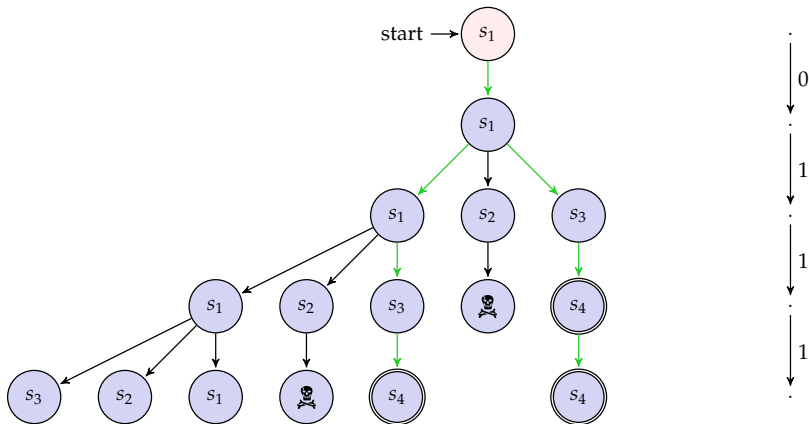 start s₁
0
s₁
1
s₁ s₂ s₃
1
s₁ s₂ s₃ s₄
1
s₃ s₂ s₁ s₄ s₄